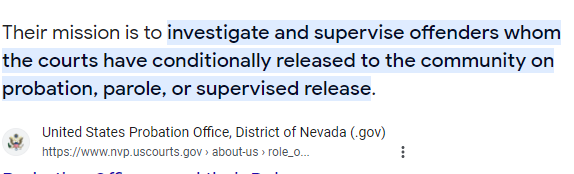 Their mission is to investigate and supervise offenders whom
the courts have conditionally released to the community on
probation, parole, or supervised release.
United States Probation Office, District of Nevada (.gov)
https://www.nvp.uscourts.gov › about-us › role_o...